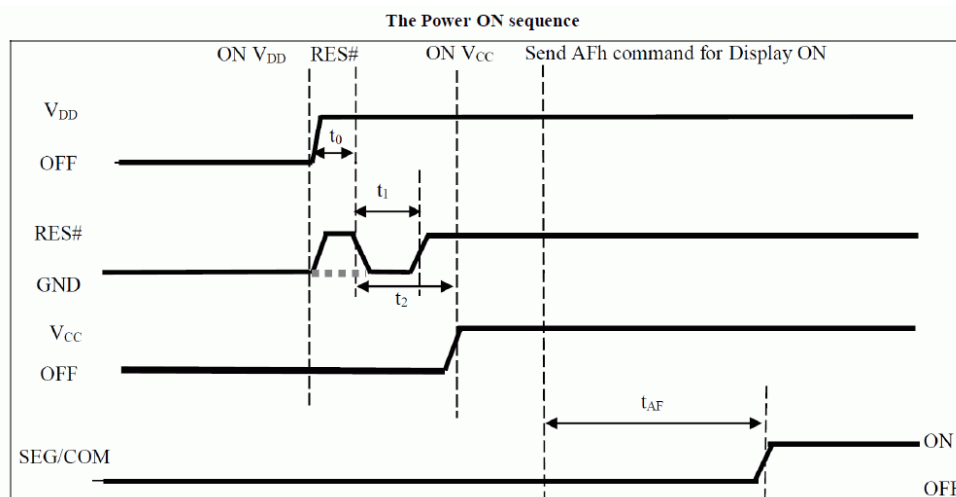 The Power ON sequence
ON VDD RES# ON VCC Send AFh command for Display ON
VDD
t0
OFF
t1
RES#
GND
t2
VCC
OFF
tAF
ON
SEG/COM
OFF